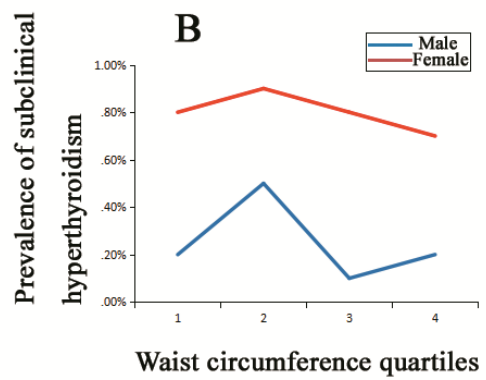 B
Male
Female
Prevalence of subclinical
hyperthyroidism
1.00%
.80%
.60%
.40%
.20%
.00%
1 2 3 4
Waist circumference quartiles